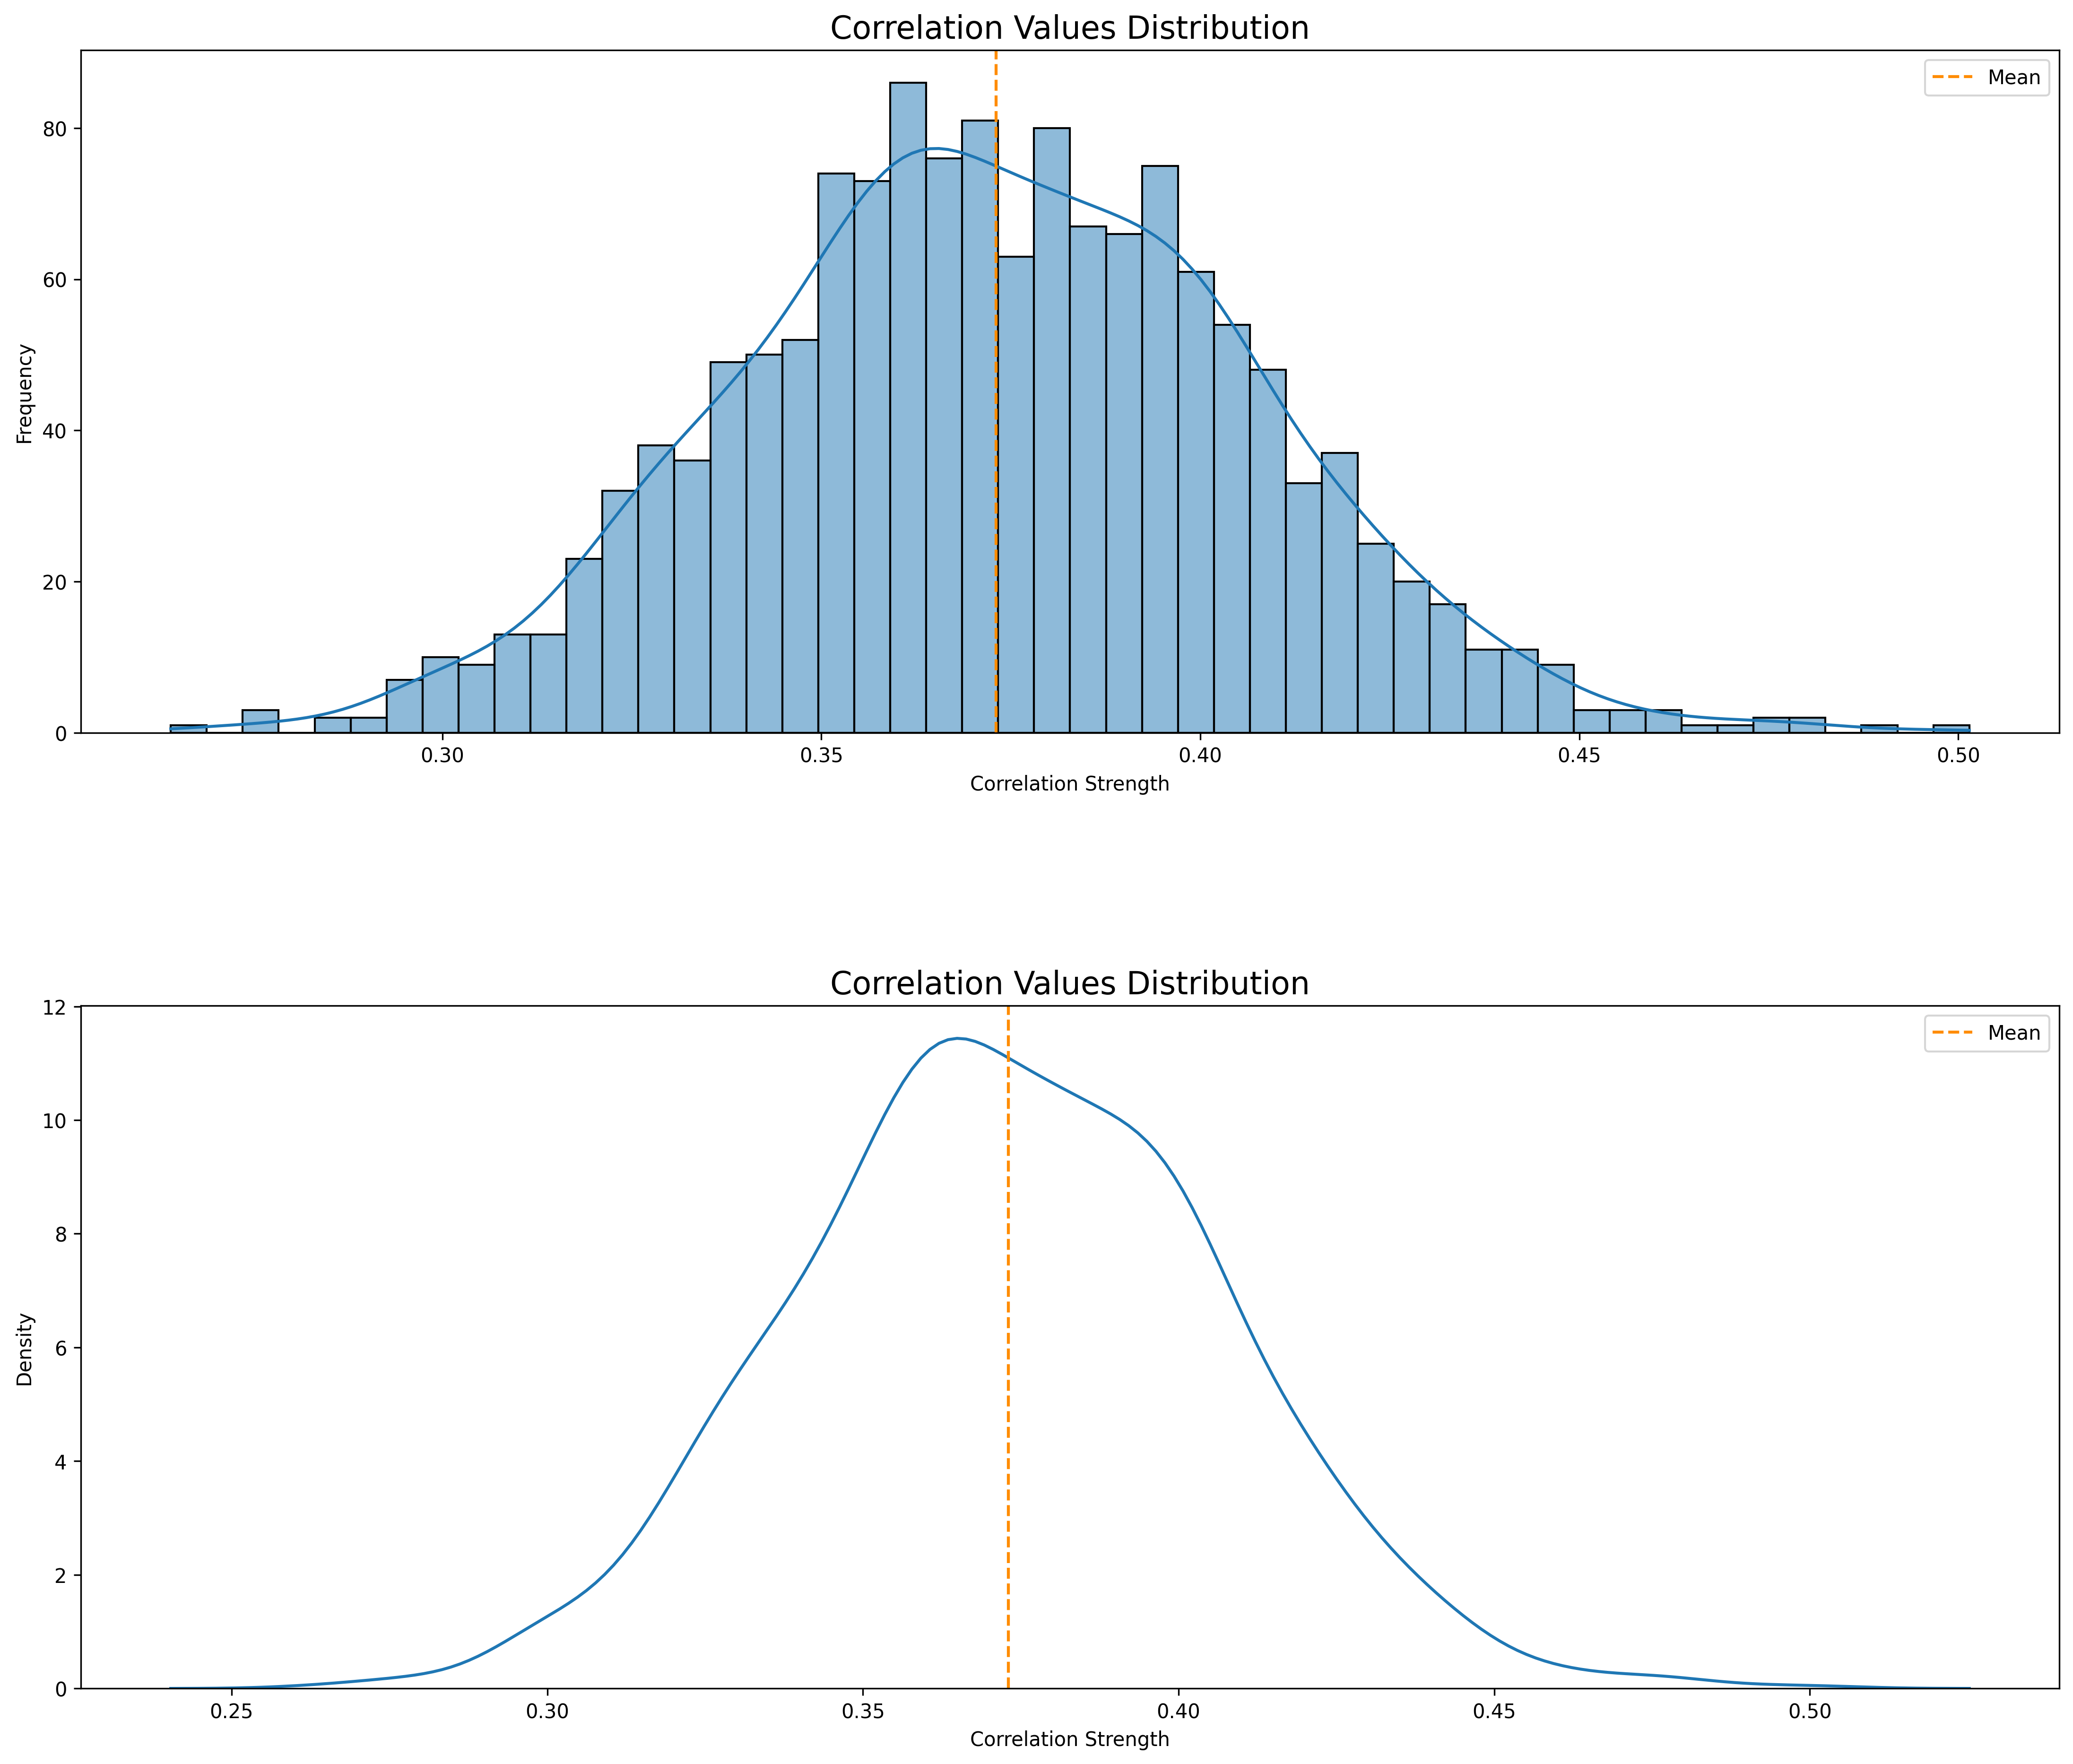 Correlation Values Distribution
Mean
80
60
40
20
0
Frequency
0.30 0.35 0.40 0.45 0.50
Correlation Strength
Correlation Values Distribution
Mean
12
10
8
6
4
2
0
Density
0.25 0.30 0.35 0.40 0.45 0.50
Correlation Strength